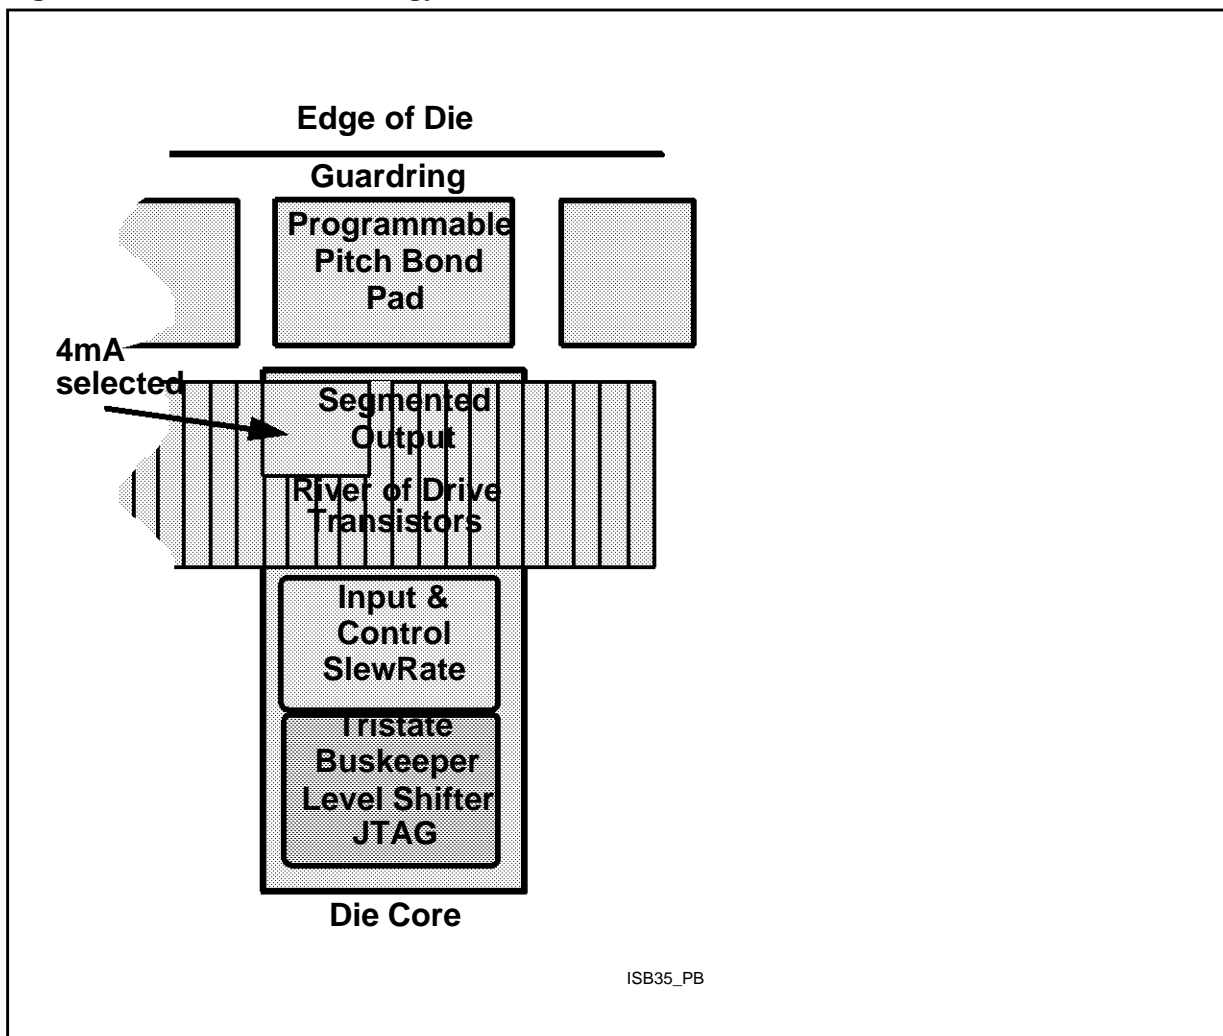 Edge of Die
Guardring
Programmable
Pitch Bond
Pad
4mA
selected
Segmented
Output
River of Drive
Transistors
Input &
Control
SlewRate
Tristate
Buskeeper
Level Shifter
JTAG
Die Core
ISB35_PB